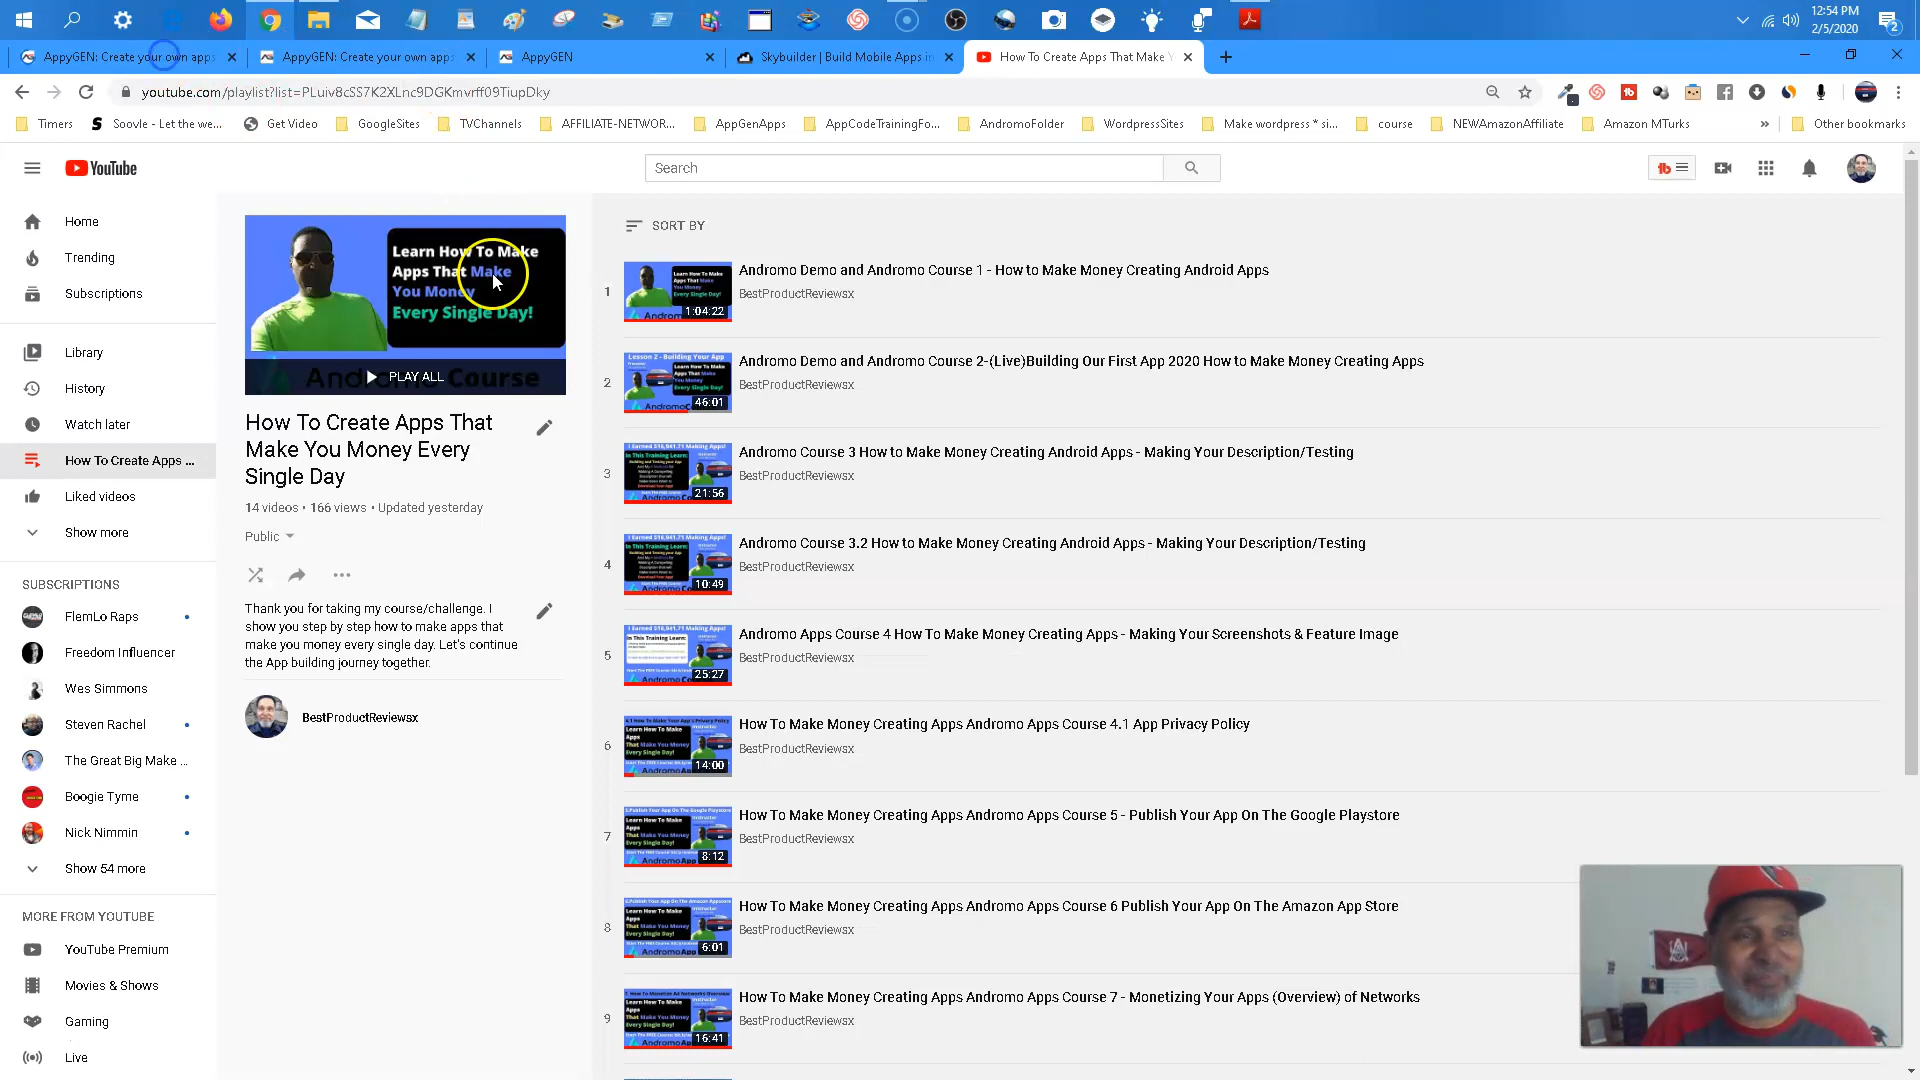 12:54 PM
2/5/2020
2
AppyGEN: Create your own apps
AppyGEN: Create your own apps
AppyGEN
Skybuilder | Build Mobile Apps in
How To Create Apps That Make Y
youtube.com/playlist?list=PLuiv8cSS7K2XLnc9DGKmvrff09TiupDky
Timers
Soovle - Let the we...
Get Video
GoogleSites
TVChannels
AFFILIATE-NETWOR...
AppGenApps
AppCodeTrainingFo...
AndromoFolder
WordpressSites
Make wordpress * si...
course
NEWAmazonAffiliate
Amazon MTurks
»
Other bookmarks
YouTube
Search
Home
Trending
Subscriptions
Library
History
Watch later
How To Create Apps ...
Liked videos
Show more
SUBSCRIPTIONS
FlemLo Raps
Freedom Influencer
Wes Simmons
Steven Rachel
The Great Big Make ...
Boogie Tyme
Nick Nimmin
Show 54 more
MORE FROM YOUTUBE
YouTube Premium
Movies & Shows
Gaming
Live
Learn How To Make
Apps That Make
You Money
Every Single Day!
Andromo Course
PLAY ALL
How To Create Apps That
Make You Money Every
Single Day
14 videos • 166 views • Updated yesterday
Public
Thank you for taking my course/challenge. I
show you step by step how to make apps that
make you money every single day. Let's continue
the App building journey together.
BestProductReviewsx
SORT BY
1
1:04:22
Andromo Demo and Andromo Course 1 - How to Make Money Creating Android Apps
BestProductReviewsx
2
46:01
Andromo Demo and Andromo Course 2-(Live)Building Our First App 2020 How to Make Money Creating Apps
BestProductReviewsx
3
21:56
Andromo Course 3 How to Make Money Creating Android Apps - Making Your Description/Testing
BestProductReviewsx
4
10:49
Andromo Course 3.2 How to Make Money Creating Android Apps - Making Your Description/Testing
BestProductReviewsx
5
25:27
Andromo Apps Course 4 How To Make Money Creating Apps - Making Your Screenshots & Feature Image
BestProductReviewsx
6
14:00
How To Make Money Creating Apps Andromo Apps Course 4.1 App Privacy Policy
BestProductReviewsx
7
8:12
How To Make Money Creating Apps Andromo Apps Course 5 - Publish Your App On The Google Playstore
BestProductReviewsx
8
6:01
How To Make Money Creating Apps Andromo Apps Course 6 Publish Your App On The Amazon App Store
BestProductReviewsx
9
16:41
How To Make Money Creating Apps Andromo Apps Course 7 - Monetizing Your Apps (Overview) of Networks
BestProductReviewsx